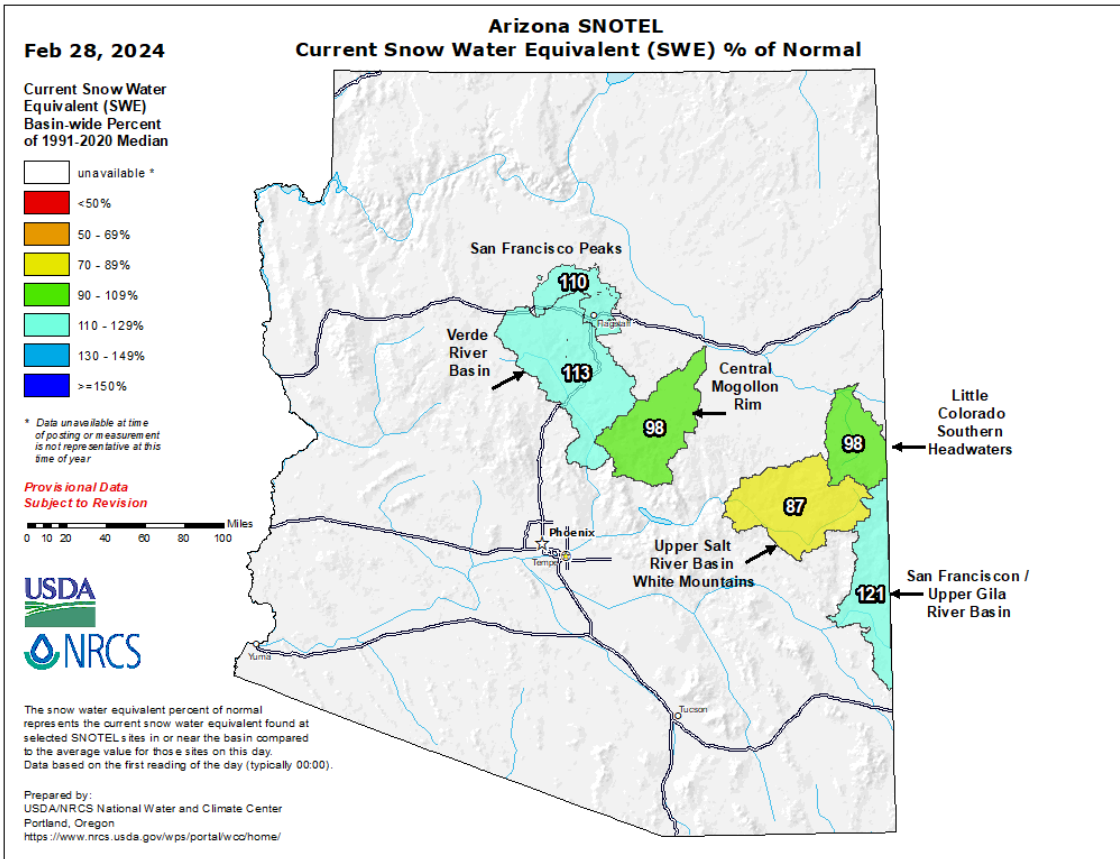 Arizona SNOTEL
Current Snow Water Equivalent (SWE) % of Normal
Feb 28, 2024
Current Snow Water
Equivalent (SWE)
Basin-wide Percent
of 1991-2020 Median
unavailable *
<50%
50 - 69%
70 - 89%
90 - 109%
110 - 129%
130 - 149%
>=150%
* Data unavailable at time
of posting or measurement
is not representative at this
time of year
Provisional Data
Subject to Revision
Miles
0 10 20 40 60 80 100
USDA
NRCS
The snow water equivalent percent of normal
represents the current snow water equivalent found at
selected SNOTEL sites in or near the basin compared
to the average value for those sites on this day.
Data based on the first reading of the day (typically 00:00).
Prepared by:
USDA/NRCS National Water and Climate Center
Portland, Oregon
https://www.nrcs.usda.gov/wps/portal/wcc/home/
San Francisco Peaks
110
Flagstaff
Verde
River
Basin
113
Central
Mogollon
Rim
98
Little
Colorado
Southern
Headwaters
98
87
Upper Salt
River Basin
White Mountains
San Franciscon /
Upper Gila
River Basin
121
Phoenix
Tempe
Yuma
Tucson